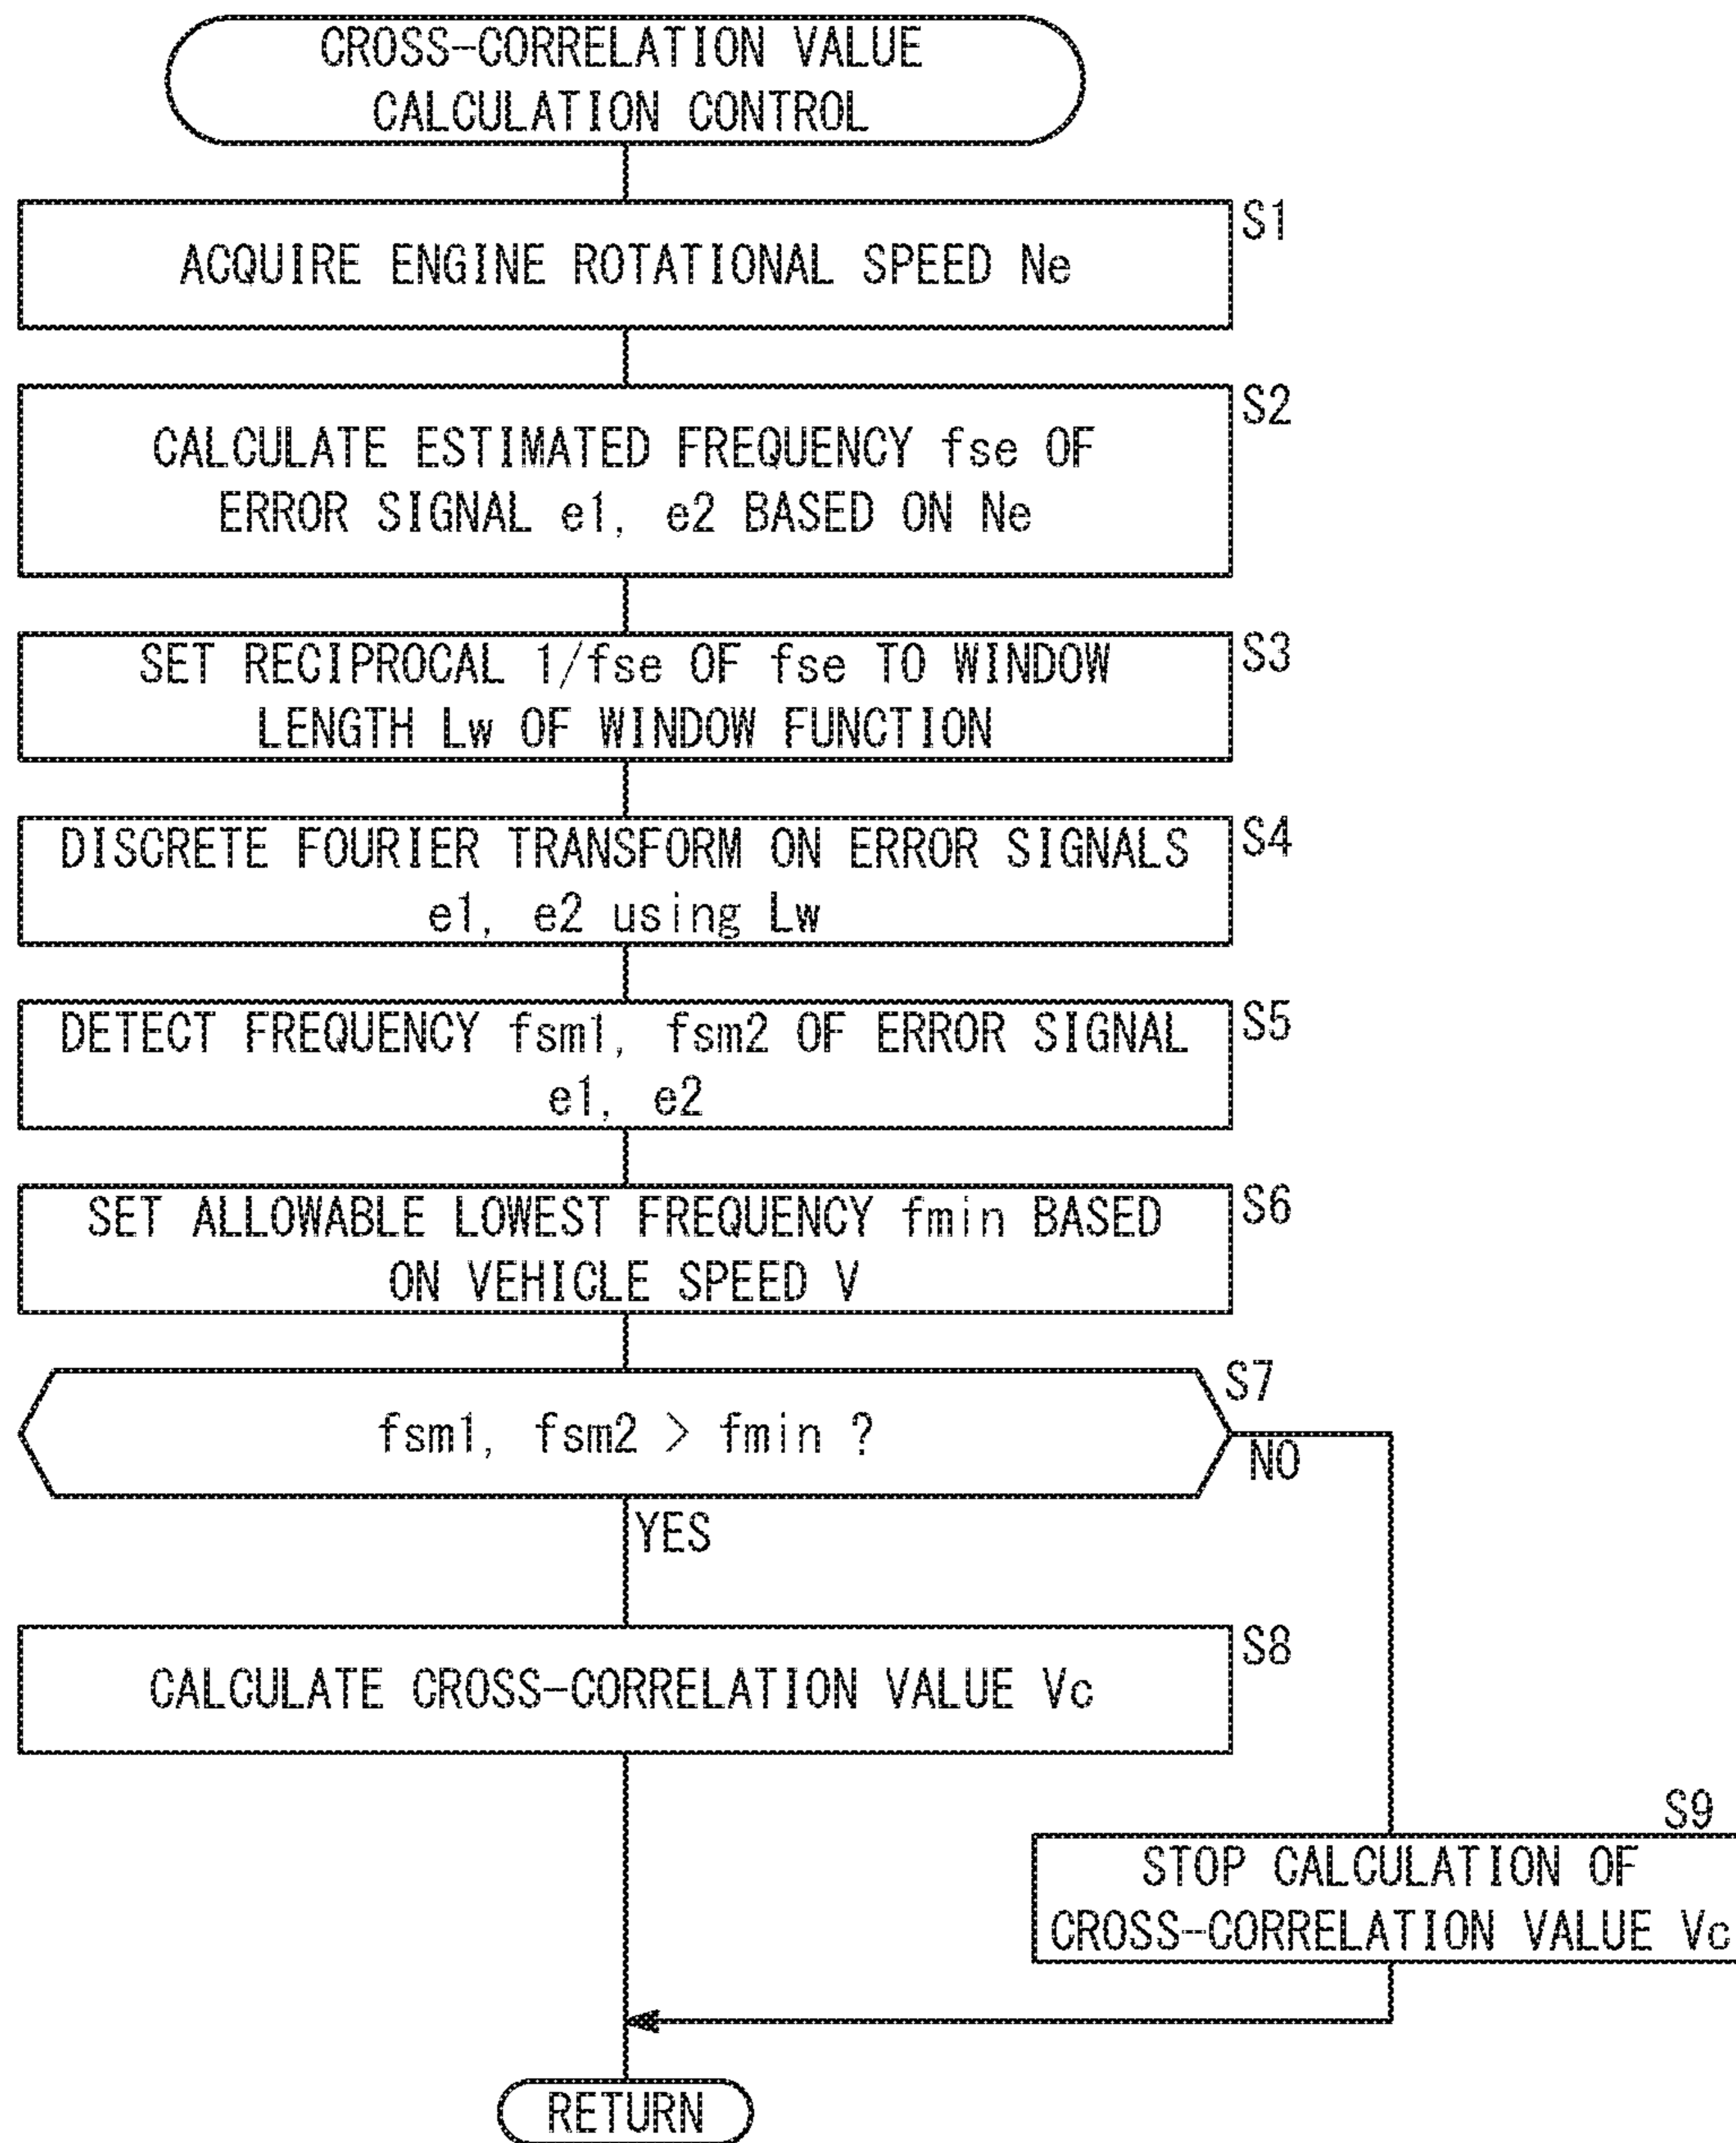 CROSS-CORRELATION VALUE
CALCULATION CONTROL
S1
ACQUIRE ENGINE ROTATIONAL SPEED Ne
S2
CALCULATE ESTIMATED FREQUENCY fse OF
ERROR SIGNAL e1, e2 BASED ON Ne
S3
SET RECIPROCAL 1/fse OF fse TO WINDOW
LENGTH Lw OF WINDOW FUNCTION
S4
DISCRETE FOURIER TRANSFORM ON ERROR SIGNALS
e1, e2 using Lw
S5
DETECT FREQUENCY fsm1, fsm2 OF ERROR SIGNAL
e1, e2
S6
SET ALLOWABLE LOWEST FREQUENCY fmin BASED
ON VEHICLE SPEED V
S7
fsm1, fsm2 > fmin ?
NO
YES
S8
CALCULATE CROSS-CORRELATION VALUE Vc
S9
STOP CALCULATION OF
CROSS-CORRELATION VALUE Vc
RETURN